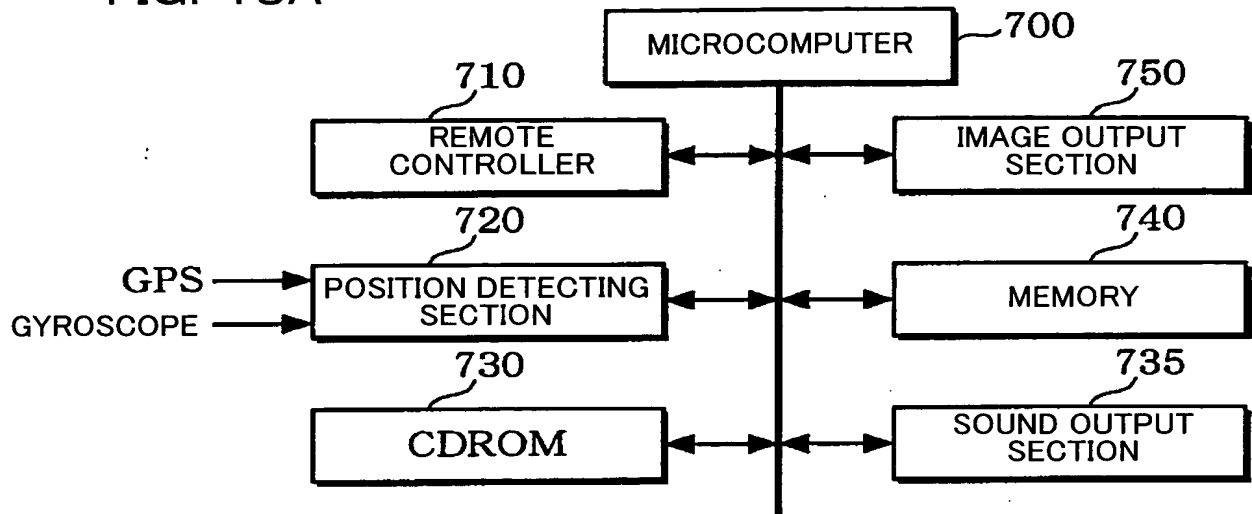 FIG.
MICROCOMPUTER
700
710
REMOTE
CONTROLLER
750
IMAGE OUTPUT
SECTION
720
GPS
GYROSCOPE
POSITION DETECTING
SECTION
740
MEMORY
730
CDROM
735
SOUND OUTPUT
SECTION